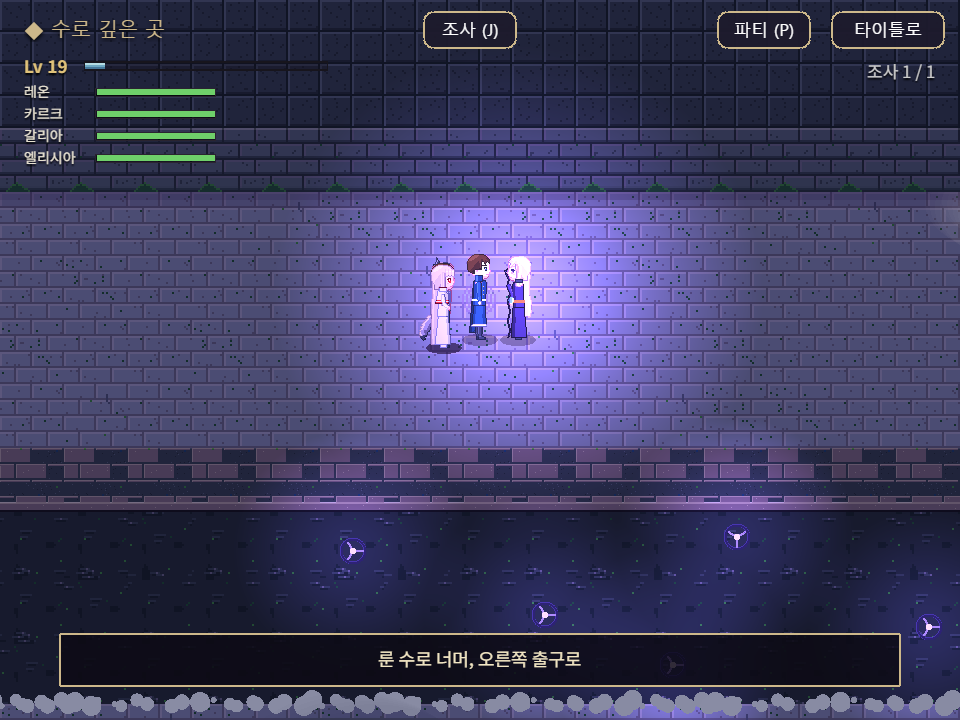 수로 깊은 곳
조사 (J)
파티 (P)
타이틀로
Lv 19
조사 1 / 1
레온
카르크
갈리아
엘리시아
룬 수로 너머, 오른쪽 출구로